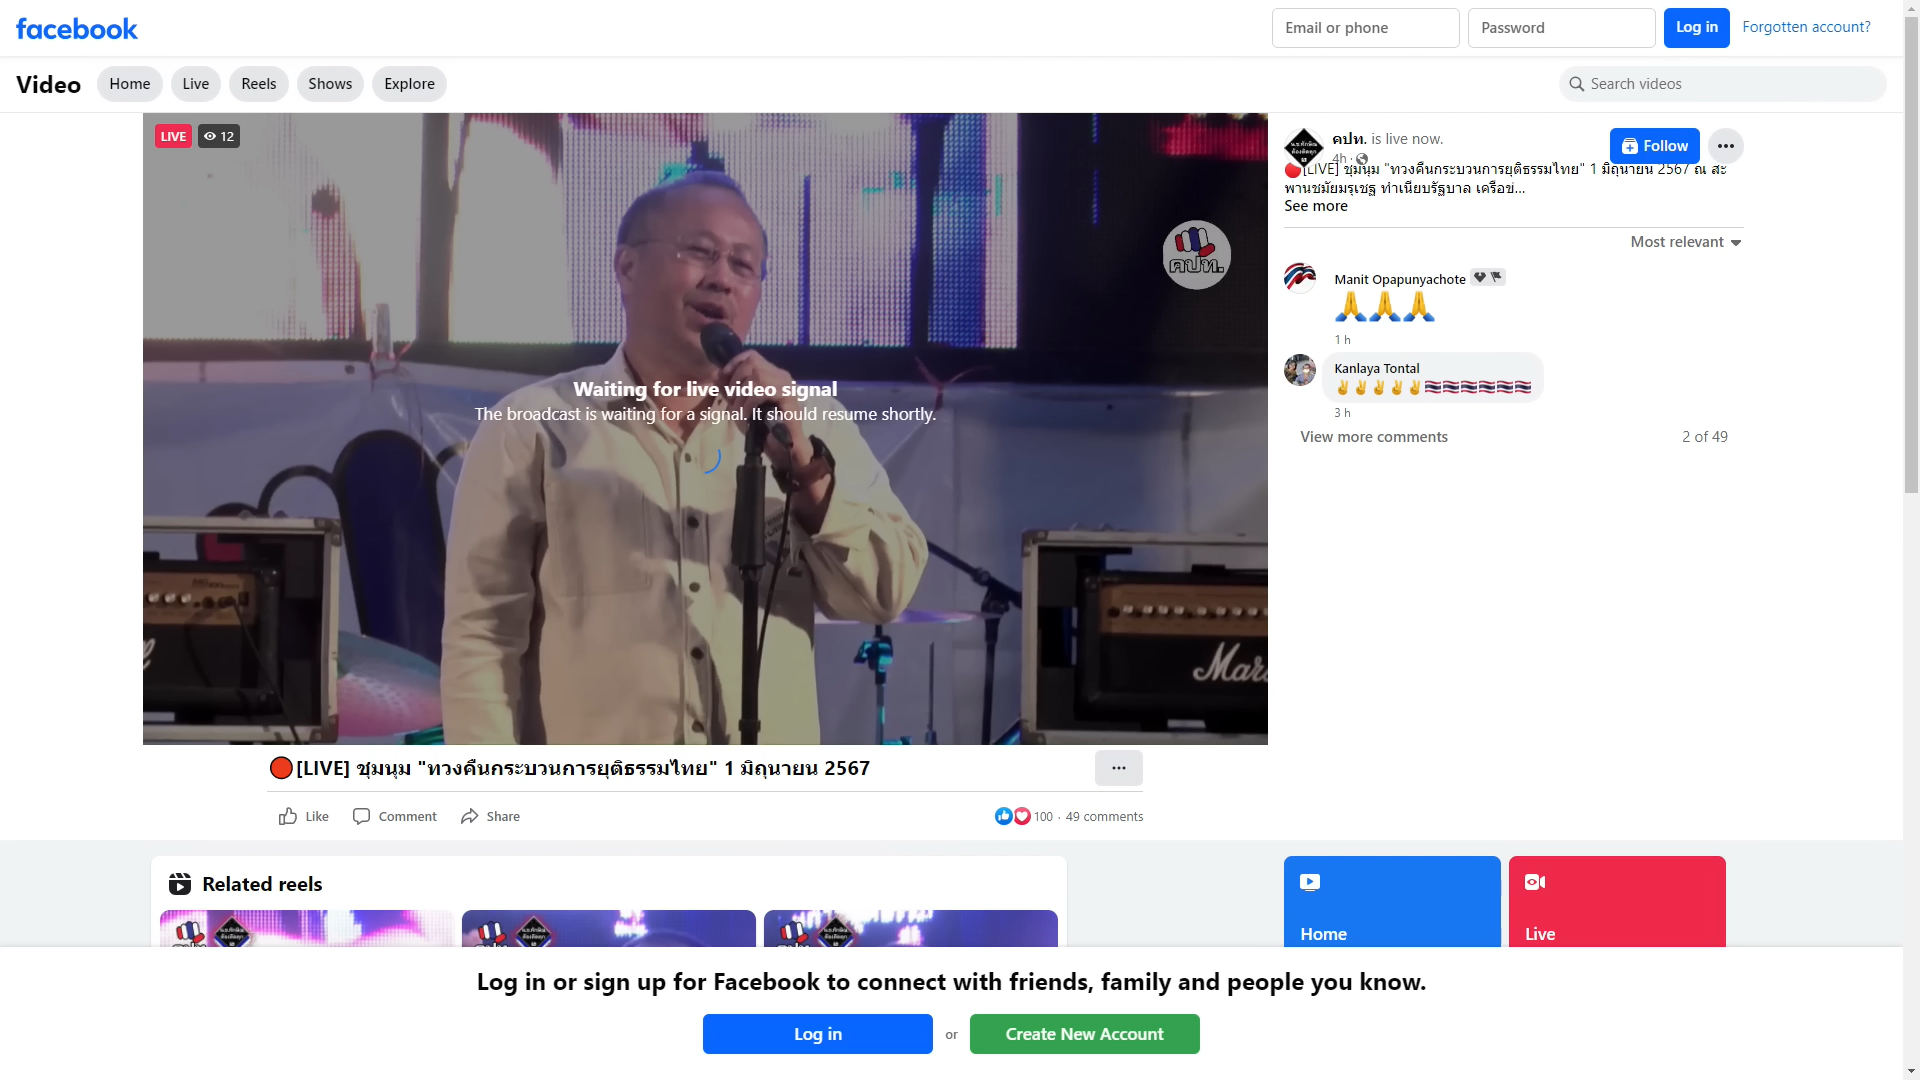 facebook
Email or phone
Password
Log in
Forgotten account?
Video
Home
Live
Reels
Shows
Explore
Search videos
LIVE
12
คปท.
Waiting for live video signal
The broadcast is waiting for a signal. It should resume shortly.
Mar
🔴[LIVE] ชุมนุม "ทวงคืนกระบวนการยุติธรรมไทย" 1 มิถุนายน 2567
Like
Comment
Share
100 · 49 comments
คปท. is live now.
4h ·
Follow
🔴[LIVE] ชุมนุม "ทวงคืนกระบวนการยุติธรรมไทย" 1 มิถุนายน 2567 ณ สะ
พานชมัยมรุเชฐ ทำเนียบรัฐบาล เครือข่...
See more
Most relevant
Manit Opapunyachote
🙏🙏🙏
1 h
Kanlaya Tontal
✌✌✌✌✌🇹🇭🇹🇭🇹🇭🇹🇭🇹🇭🇹🇭
3 h
View more comments
2 of 49
Related reels
Home
Live
Log in or sign up for Facebook to connect with friends, family and people you know.
Log in
or
Create New Account